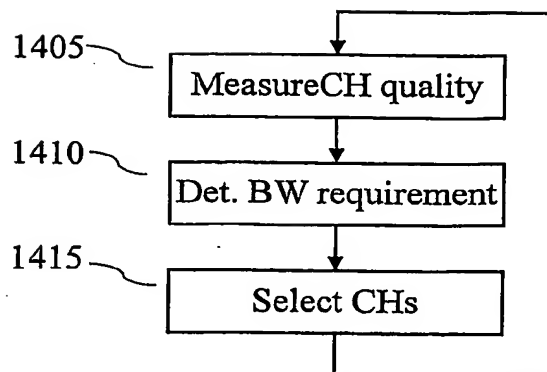 1405
MeasureCH quality
1410
Det. BW requirement
1415
Select CHs